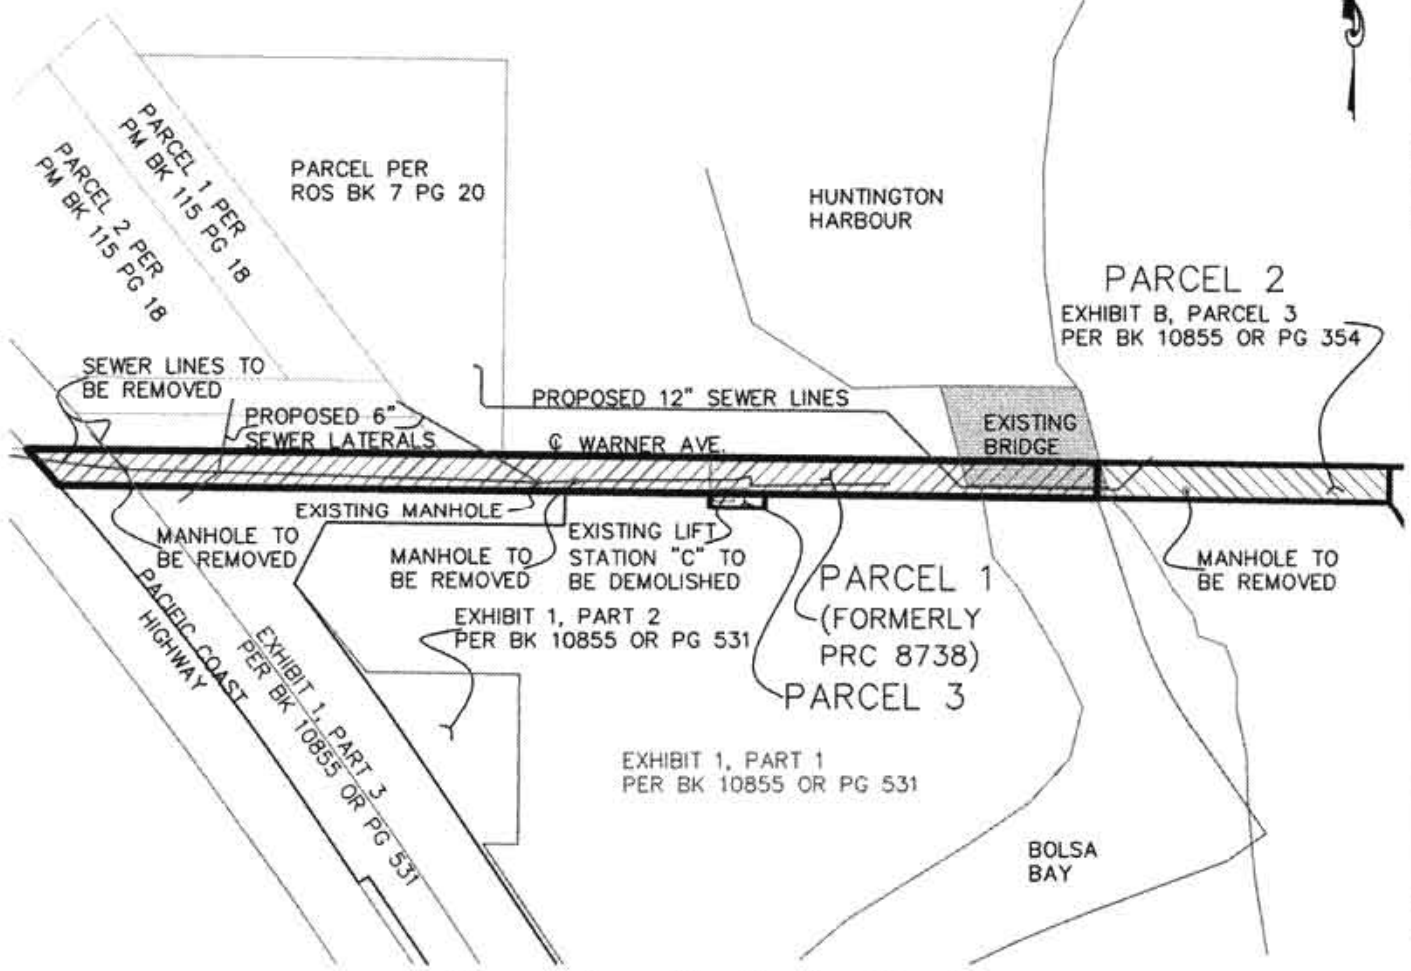 PARCEL 1 PER
PM BK 115 PG 18
PARCEL 2 PER
PM BK 115 PG 18
PARCEL PER
ROS BK 7 PG 20
HUNTINGTON
HARBOUR
PARCEL 2
EXHIBIT B, PARCEL 3
PER BK 10855 OR PG 354
SEWER LINES TO
BE REMOVED
PROPOSED 6"
SEWER LATERALS
PROPOSED 12" SEWER LINES
EXISTING
BRIDGE
℄ WARNER AVE.
EXISTING MANHOLE
MANHOLE TO
BE REMOVED
MANHOLE TO
BE REMOVED
EXISTING LIFT
STATION "C" TO
BE DEMOLISHED
MANHOLE TO
BE REMOVED
PARCEL 1
(FORMERLY
PRC 8738)
PARCEL 3
EXHIBIT 1, PART 2
PER BK 10855 OR PG 531
PACIFIC COAST
HIGHWAY
EXHIBIT 1, PART 3
PER BK 10855 OR PG 531
EXHIBIT 1, PART 1
PER BK 10855 OR PG 531
BOLSA
BAY